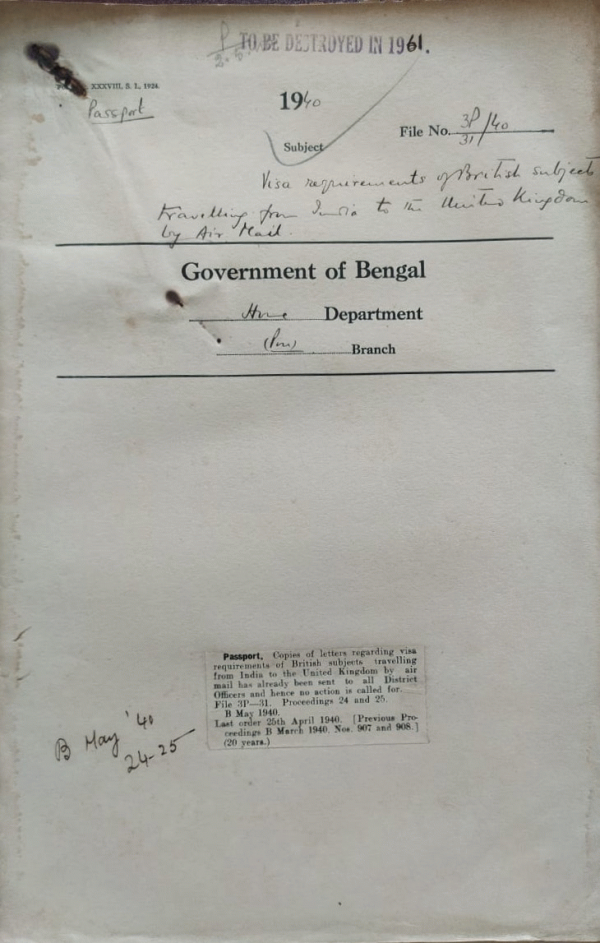 P TO BE DESTROYED IN 1961.
XXXVIII, S. I., 1928.
Passport
1940
File No. 3P/31/40
Subject
Visa requirements of British subjects
travelling from India to the United Kingdom
by Air Mail.
Government of Bengal
Home Department
(Pol) Branch
Passport, Copies of letters regarding visa
requirements of British subjects travelling
from India to the United Kingdom by air
mail has already been sent to all District
Officers and hence no action is called for.
File 3P—31. Proceedings 24 and 25.
B May 1940.
Last order 25th April 1940. [Previous Pro-
ceedings B March 1940, Nos. 907 and 908.]
(20 years.)
B May '40
24-25